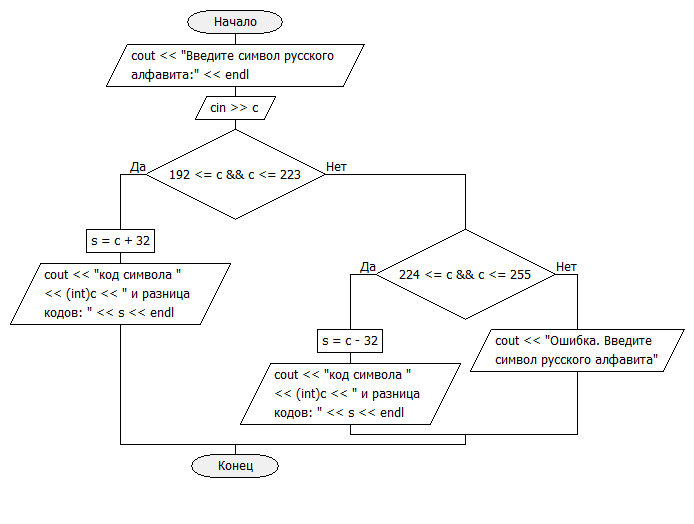 Начало
cout << "Введите символ русского
алфавита:" << endl
cin >> c
192 <= c && c <= 223
Да
Нет
s = c + 32
cout << "код символа "
<< (int)c << " и разница
кодов: " << s << endl
224 <= c && c <= 255
Да
Нет
s = c - 32
cout << "код символа "
<< (int)c << " и разница
кодов: " << s << endl
cout << "Ошибка. Введите
символ русского алфавита"
Конец